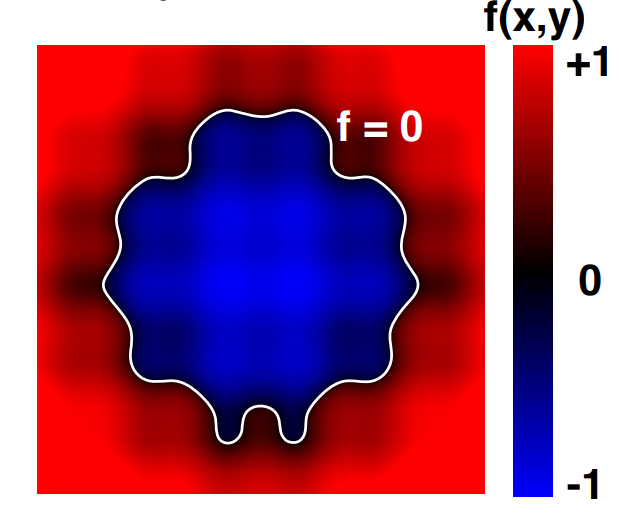 f(x,y)
+1
f = 0
0
-1